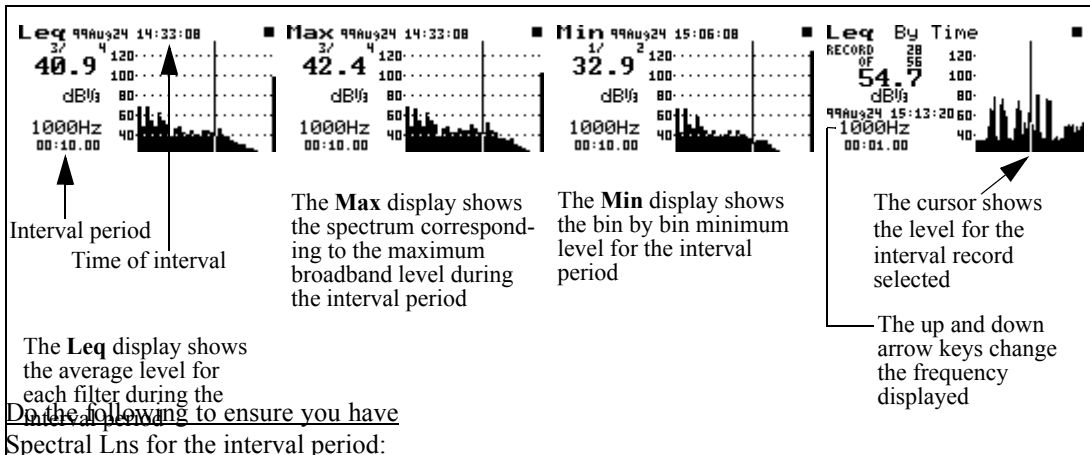 Leq 99Aug24 14:33:08
3/ 4
40.9
dB⅓
1000Hz
00:10.00
120
100
80
60
40
Max 99Aug24 14:33:08
3/ 4
42.4
dB⅓
1000Hz
00:10.00
120
100
80
60
40
Min 99Aug24 15:06:08
1/ 2
32.9
dB⅓
1000Hz
00:10.00
120
100
80
60
40
Leq By Time
RECORD 28
OF 56
54.7
dB⅓
99Aug24 15:13:20
1000Hz
00:01.00
120
100
80
60
40
Interval period
Time of interval
The Leq display shows
the average level for
each filter during the
interval period
The Max display shows
the spectrum correspond-
ing to the maximum
broadband level during
the interval period
The Min display shows
the bin by bin minimum
level for the interval
period
The cursor shows
the level for the
interval record
selected
The up and down
arrow keys change
the frequency
displayed
Do the following to ensure you have
Spectral Lns for the interval period: